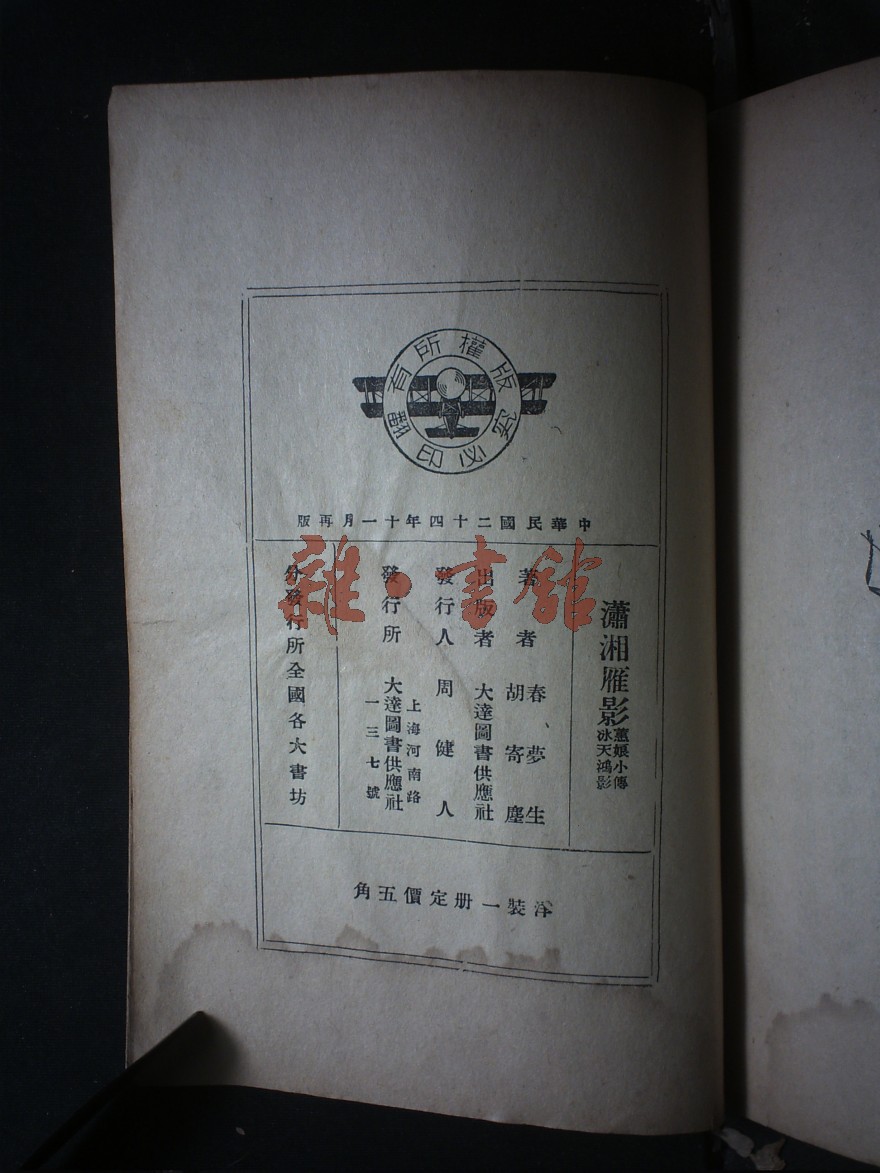 版權所有
翻印必究
中華民國二十四年十一月再版
瀟湘雁影
蕙娘小傳
冰天鴻影
著者
春夢生、
胡寄塵
出版者 大達圖書供應社
發行人 周健人
發行所
上海河南路
大達圖書供應社
一三七號
分發行所全國各大書坊
洋裝一册定價五角
雜·書館